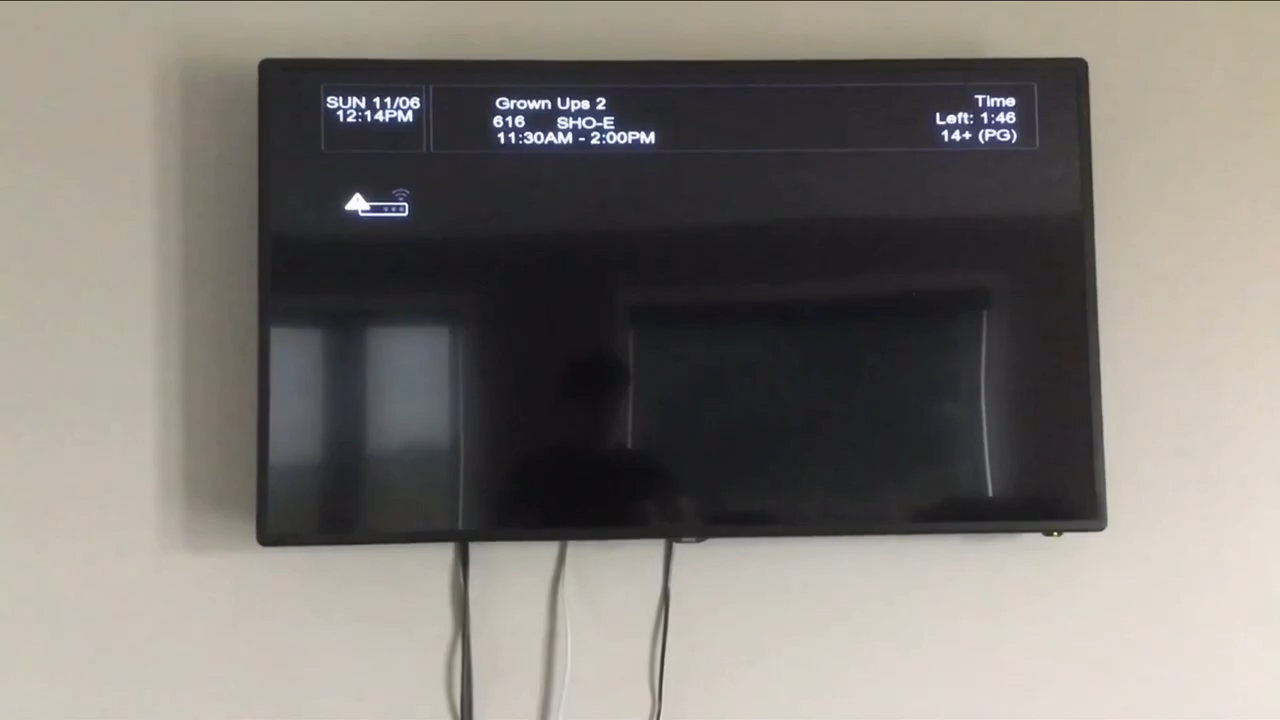 SUN 11/06
12:14PM
Grown Ups 2
616 SHO-E
11:30AM - 2:00PM
Time
Left: 1:46
14+ (PG)